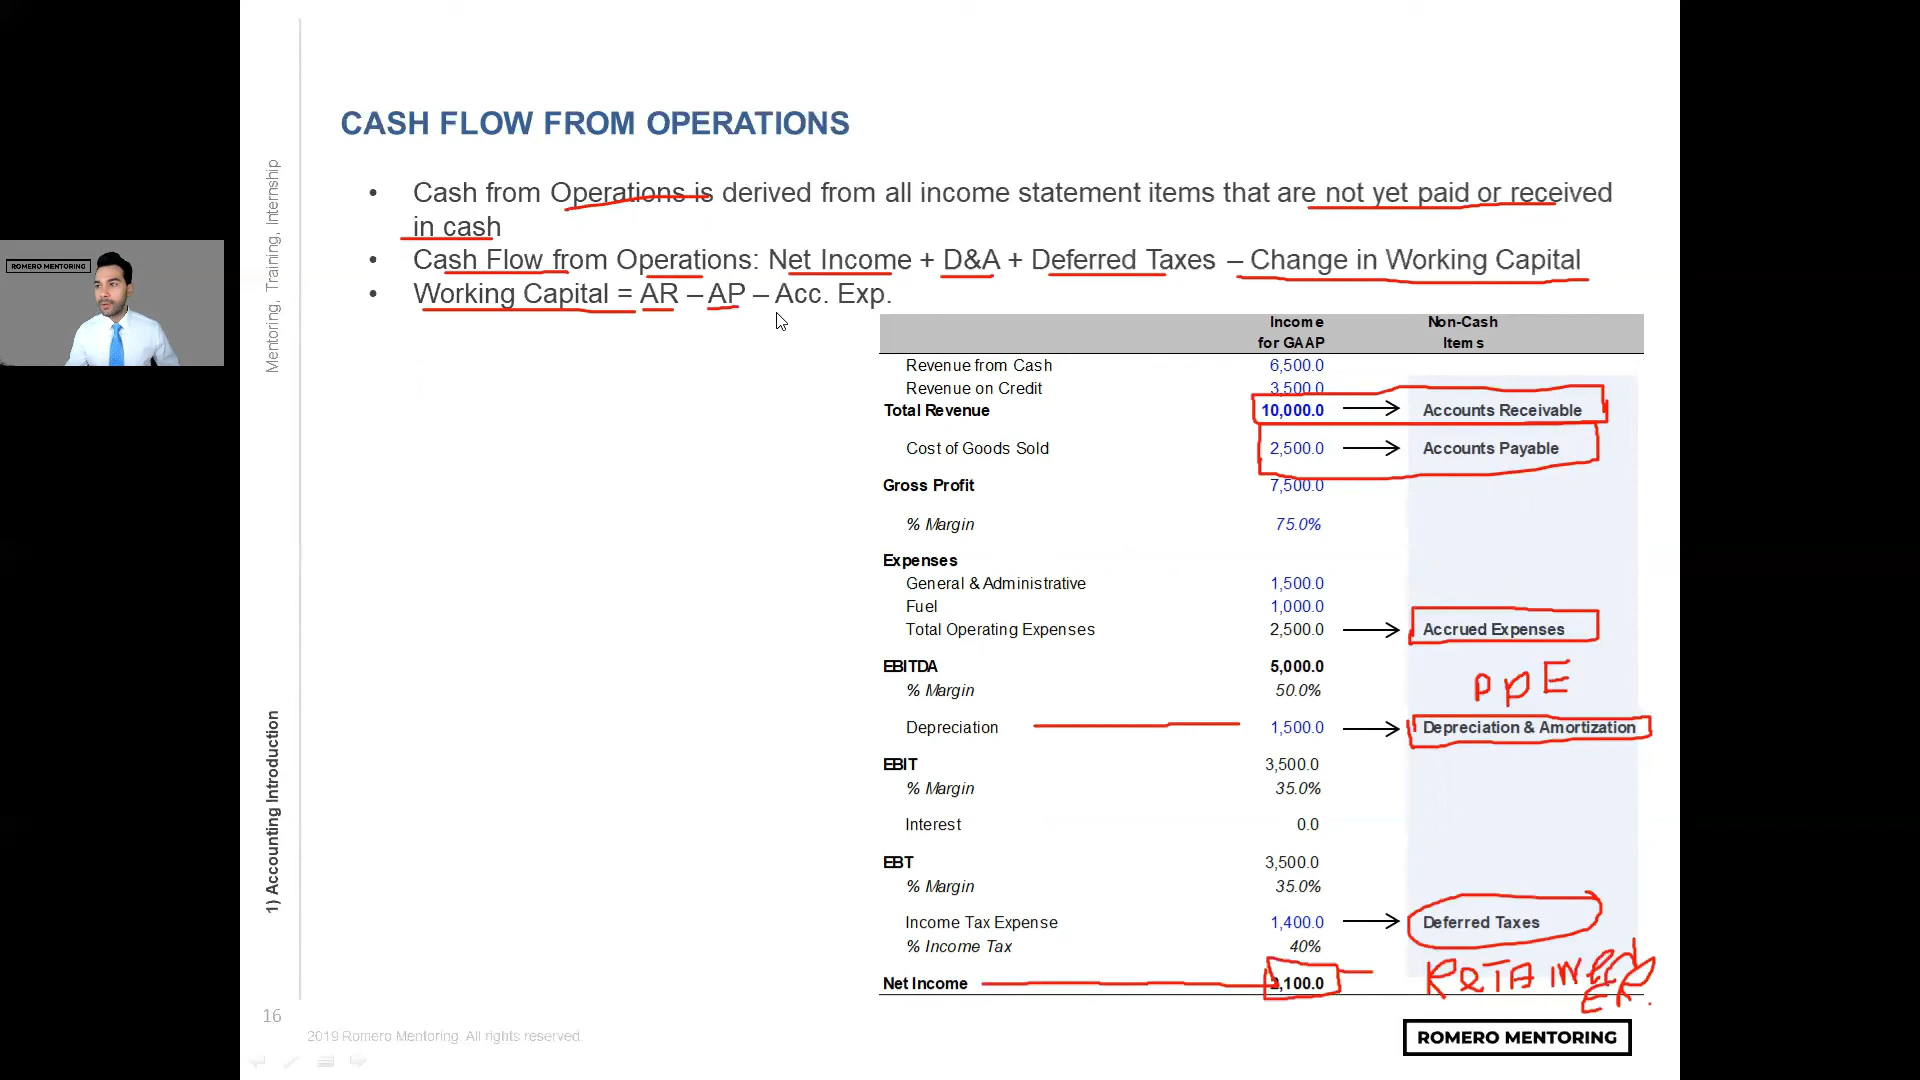 CASH FLOW FROM OPERATIONS
• Cash from Operations is derived from all income statement items that are not yet paid or received
in cash
• Cash Flow from Operations: Net Income + D&A + Deferred Taxes – Change in Working Capital
• Working Capital = AR – AP – Acc. Exp.
Mentoring, Training, Internship
1) Accounting Introduction
ROMERO MENTORING
Income Non-Cash
for GAAP Items
Revenue from Cash 6,500.0
Revenue on Credit 3,500.0
Total Revenue 10,000.0 Accounts Receivable
Cost of Goods Sold 2,500.0 Accounts Payable
Gross Profit 7,500.0
% Margin 75.0%
Expenses
General & Administrative 1,500.0
Fuel 1,000.0
Total Operating Expenses 2,500.0 Accrued Expenses
EBITDA 5,000.0
% Margin 50.0%
PPE
Depreciation 1,500.0 Depreciation & Amortization
EBIT 3,500.0
% Margin 35.0%
Interest 0.0
EBT 3,500.0
% Margin 35.0%
Income Tax Expense 1,400.0 Deferred Taxes
% Income Tax 40%
Net Income 2,100.0
16
2019 Romero Mentoring. All rights reserved.
ROMERO MENTORING